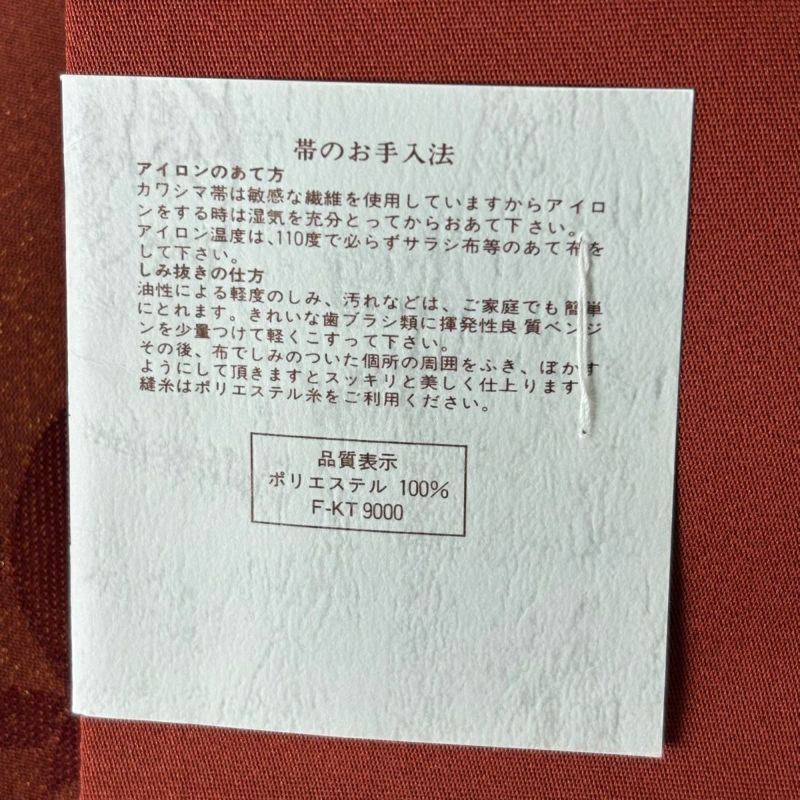 帯のお手入法
アイロンのあて方
カワシマ帯は敏感な繊維を使用していますからアイロ
ンをする時は湿気を充分とってからおあて下さい。
アイロン温度は、110度で必らずサラシ布等のあて布を
して下さい。
しみ抜きの仕方
油性による軽度のしみ、汚れなどは、ご家庭でも簡単
にとれます。きれいな歯ブラシ類に揮発性良質ベンジ
ンを少量つけて軽くこすって下さい。
その後、布でしみのついた個所の周囲をふき、ぼかす
ようにして頂きますとスッキリと美しく仕上ります
縫糸はポリエステル糸をご利用ください。
品質表示
ポリエステル 100%
F-KT9000